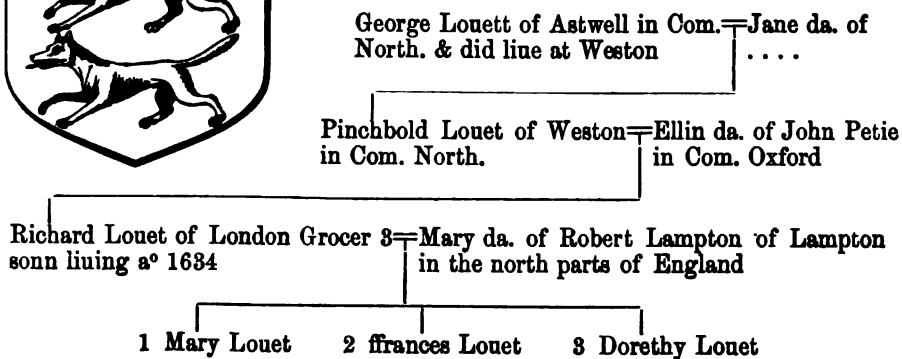 George Louett of Astwell in Com.=Jane da. of
North. & did liue at Weston ....
Pinchbold Louet of Weston=Ellin da. of John Petie
in Com. North. in Com. Oxford
Richard Louet of London Grocer 3=Mary da. of Robert Lampton of Lampton
sonn liuing aº 1634 in the north parts of England
1 Mary Louet 2 ffrances Louet 3 Dorethy Louet